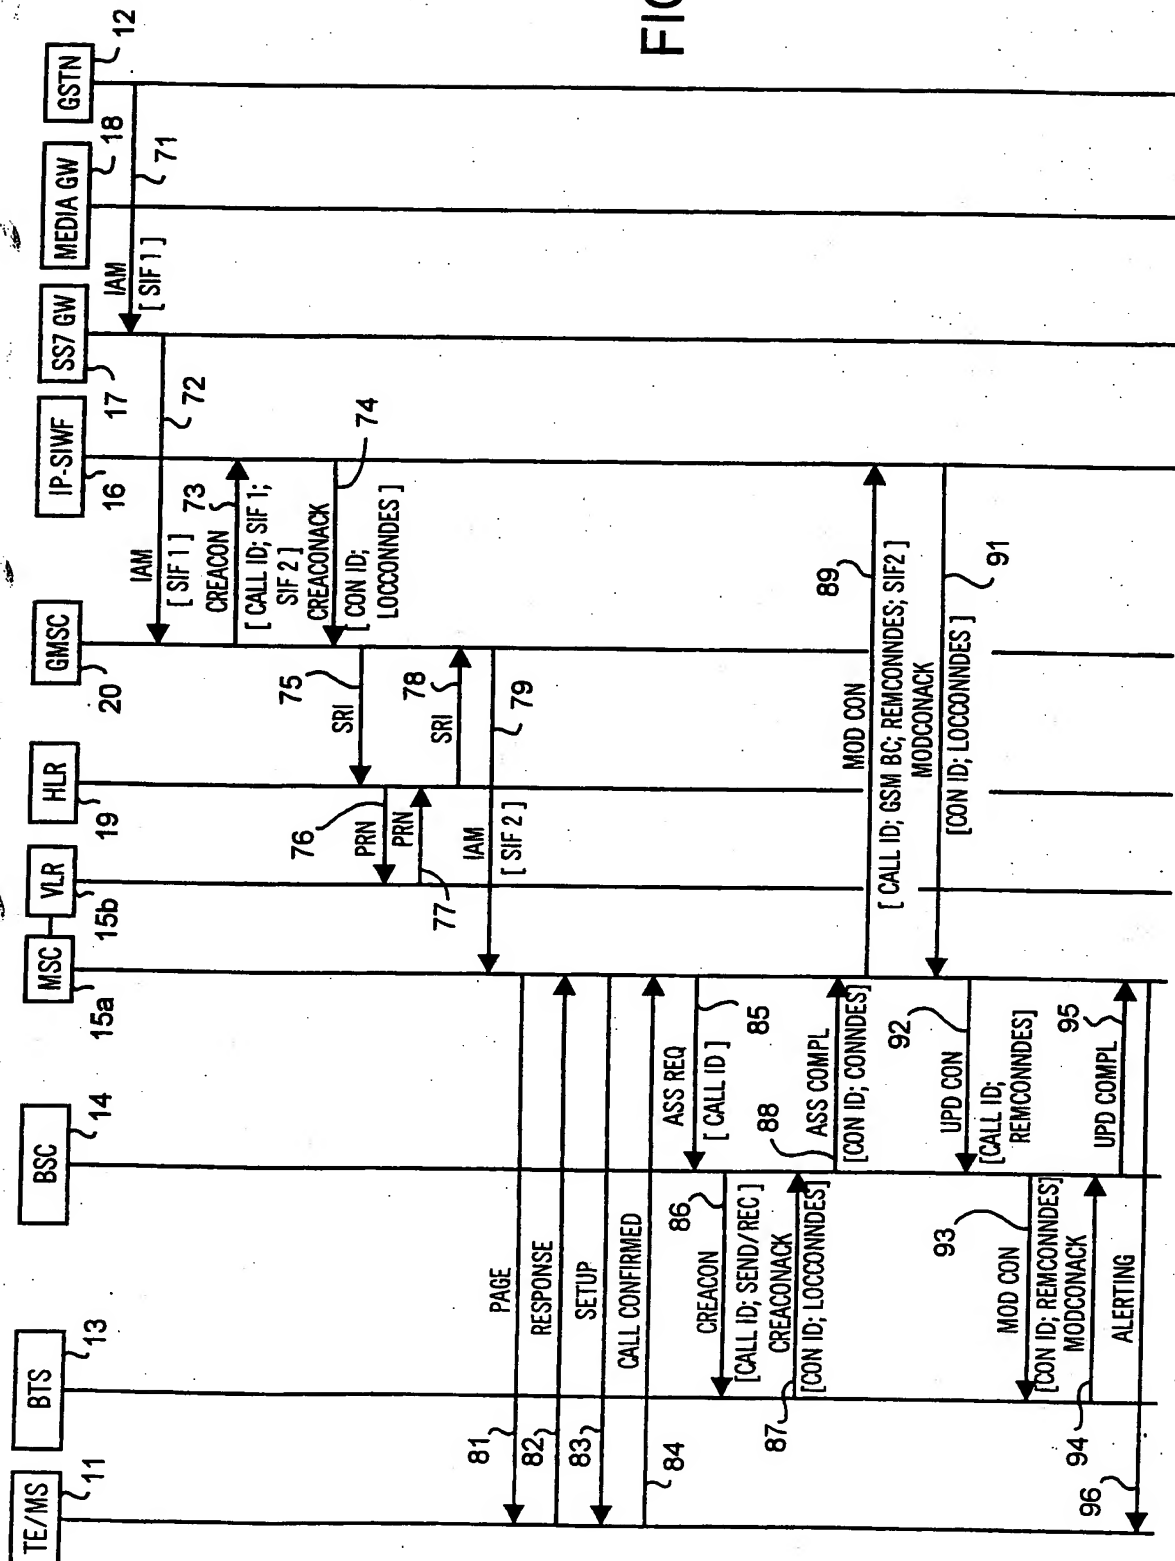 TE/MS
11
BTS
13
BSC
14
MSC
15a
VLR
15b
HLR
19
GMSC
20
IP-SIWF
16
SS7 GW
17
MEDIA GW
18
GSTN
12
IAM
[ SIF 1 ]
71
IAM
[ SIF 1 ]
72
CREACON
73
[ CALL ID; SIF 1;
SIF 2 ]
CREACONACK
74
[ CON ID;
LOCCONNDES ]
SRI
75
PRN
76
PRN
77
SRI
78
IAM
[ SIF 2 ]
79
PAGE
81
RESPONSE
82
SETUP
83
CALL CONFIRMED
84
ASS REQ
[ CALL ID ]
85
CREACON
86
[CALL ID; SEND/REC]
CREACONACK
87
[CON ID; LOCCONNDES]
ASS COMPL
88
[CON ID; CONNDES]
MOD CON
89
[ CALL ID; GSM BC; REMCONNDES; SIF2 ]
MODCONACK
91
[CON ID; LOCCONNDES ]
UPD CON
92
[CALL ID;
REMCONNDES]
MOD CON
93
[CON ID; REMCONNDES]
MODCONACK
94
UPD COMPL
95
ALERTING
96